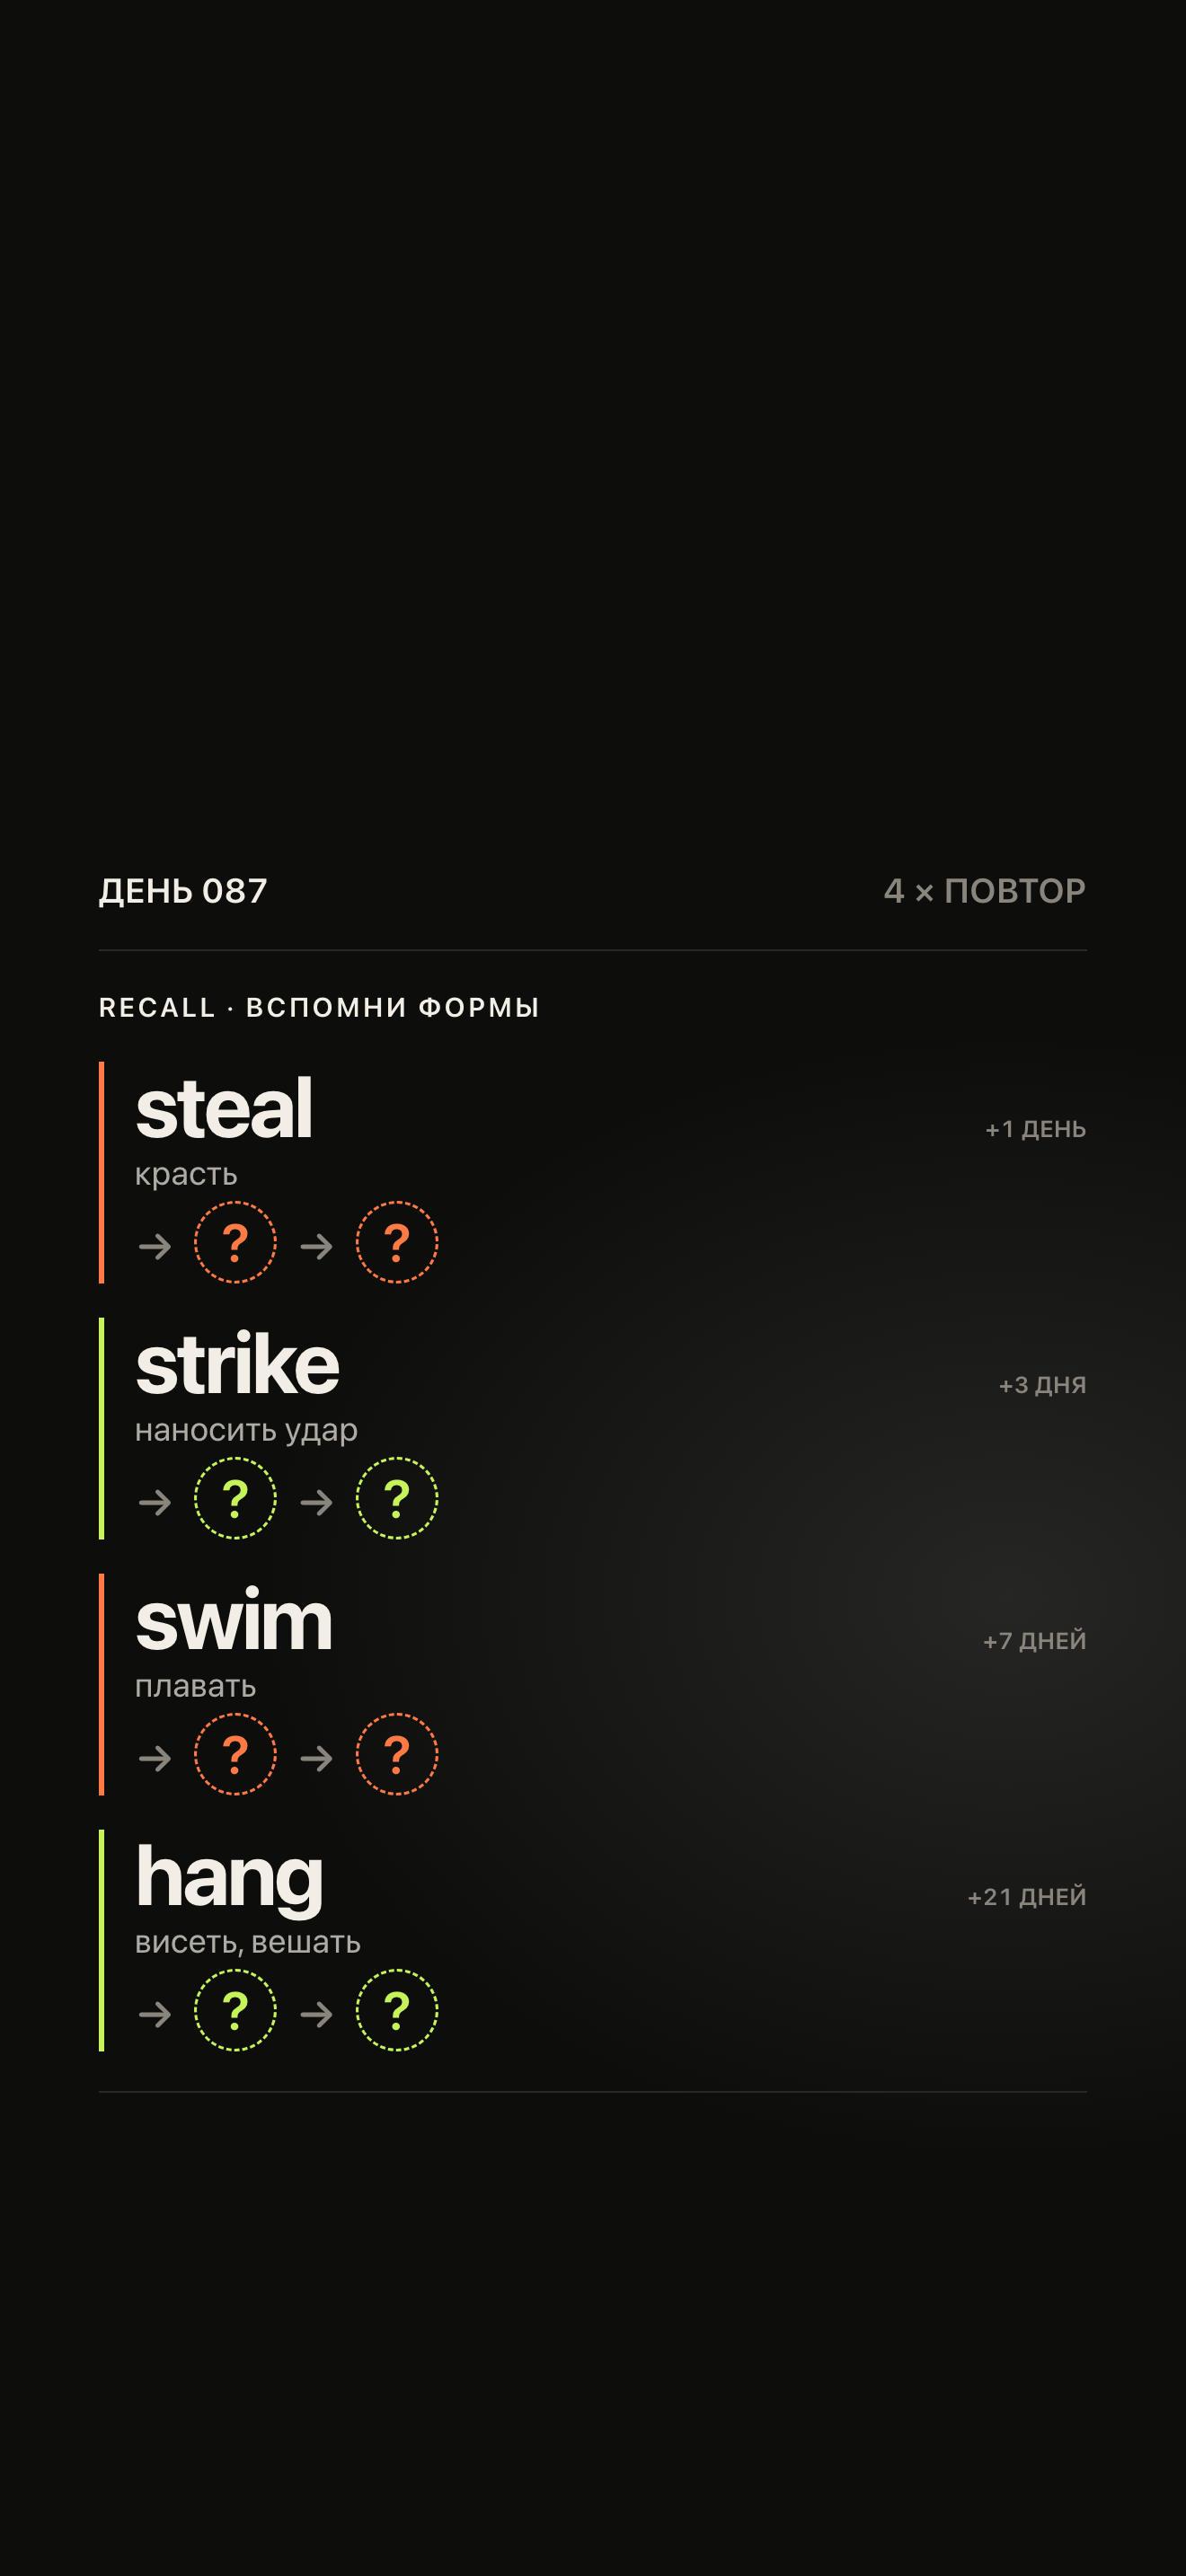 ДЕНЬ 087
4 × ПОВТОР
RECALL · ВСПОМНИ ФОРМЫ
steal
+1 ДЕНЬ
красть
→ ? → ?
strike
+3 ДНЯ
наносить удар
→ ? → ?
swim
+7 ДНЕЙ
плавать
→ ? → ?
hang
+21 ДНЕЙ
висеть, вешать
→ ? → ?